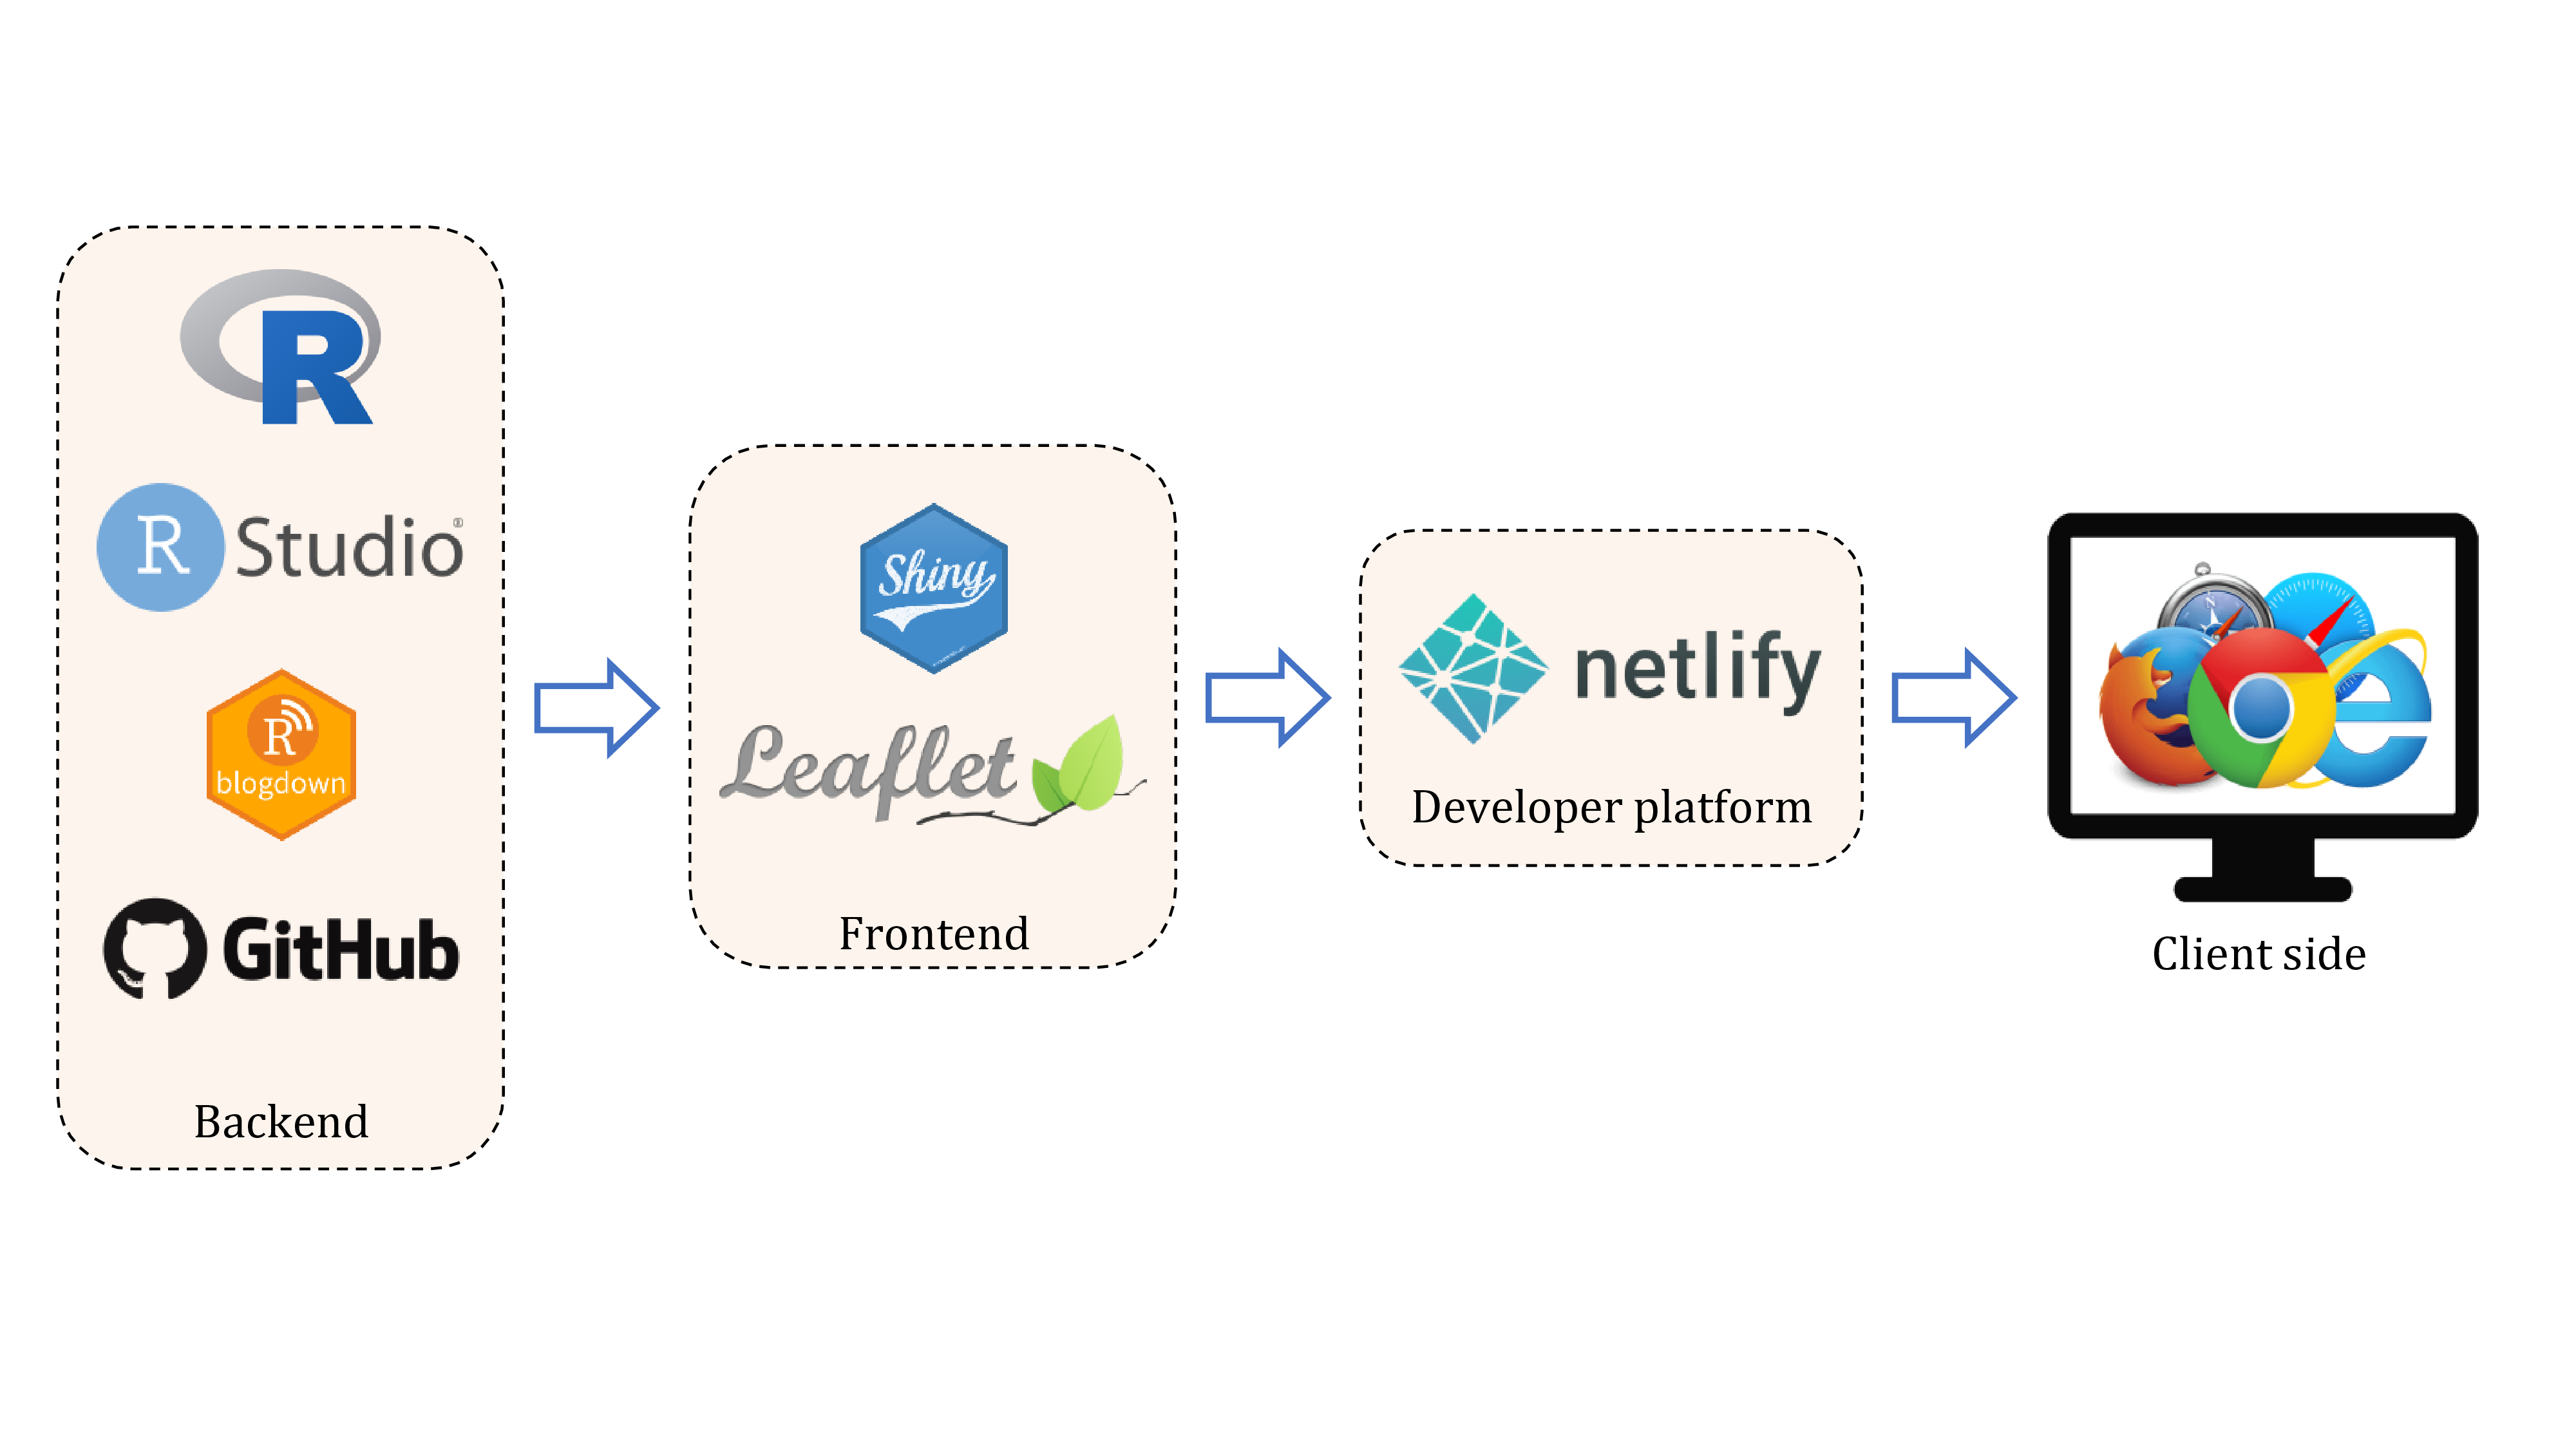 R
R Studio®
R
blogdown
GitHub
Backend
Shiny
Leaflet
Frontend
netlify
Developer platform
N
e
Client side